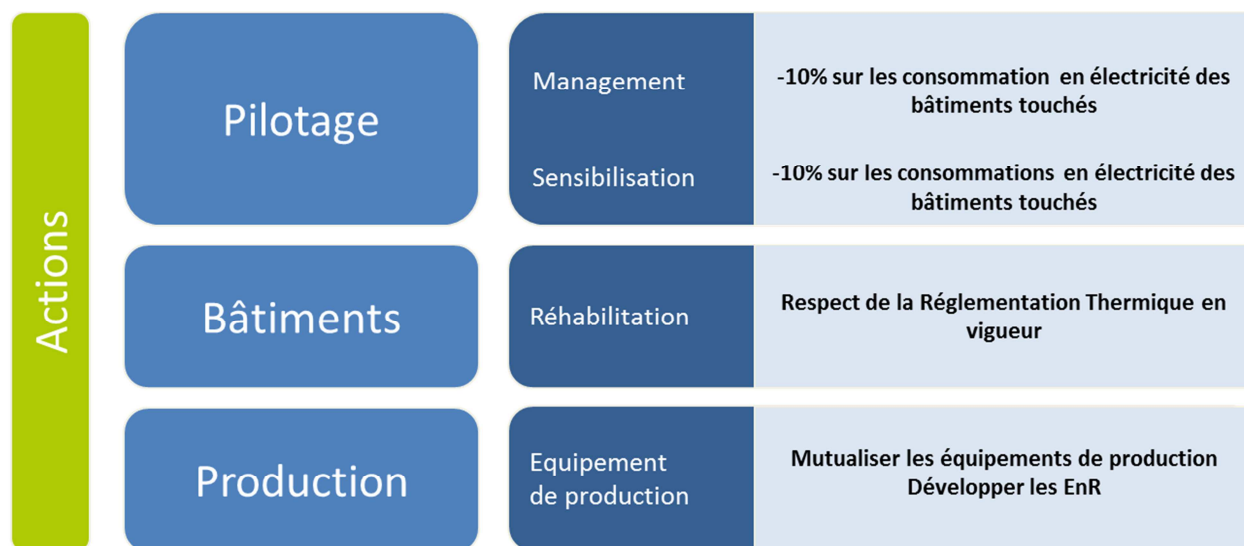 Actions
Pilotage
Management
-10% sur les consommation en électricité des
bâtiments touchés
Sensibilisation
-10% sur les consommations en électricité des
bâtiments touchés
Bâtiments
Réhabilitation
Respect de la Réglementation Thermique en
vigueur
Production
Equipement
de production
Mutualiser les équipements de production
Développer les EnR